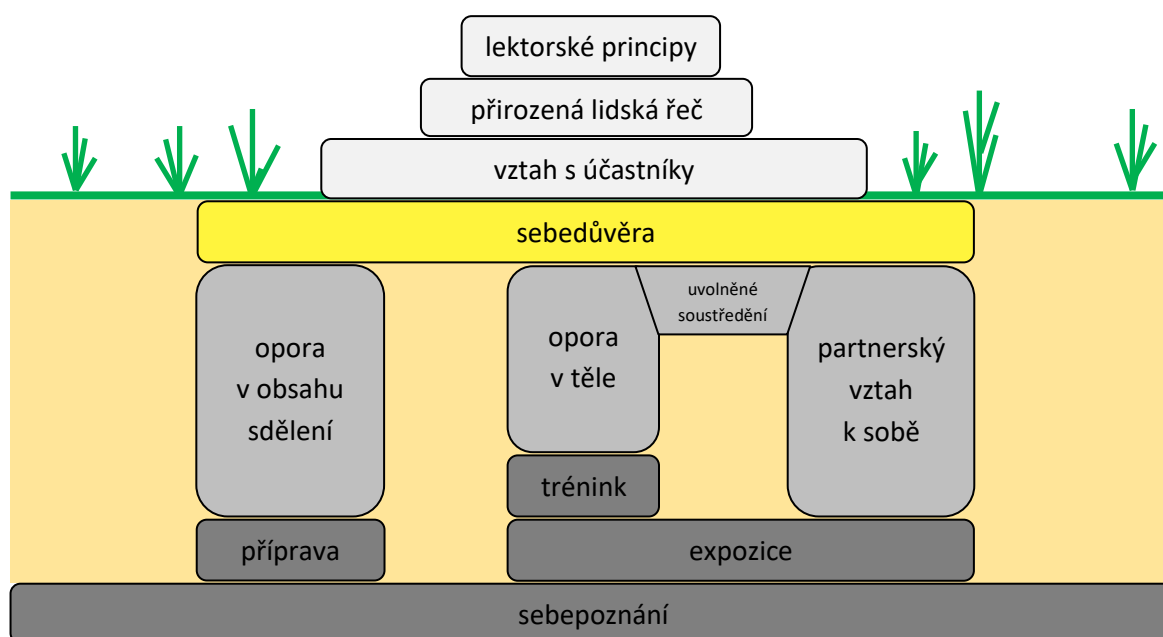 lektorské principy
přirozená lidská řeč
vztah s účastníky
sebedůvěra
opora
v obsahu
sdělení
opora
v těle
uvolněné
soustředění
partnerský
vztah
k sobě
trénink
příprava
expozice
sebepoznání